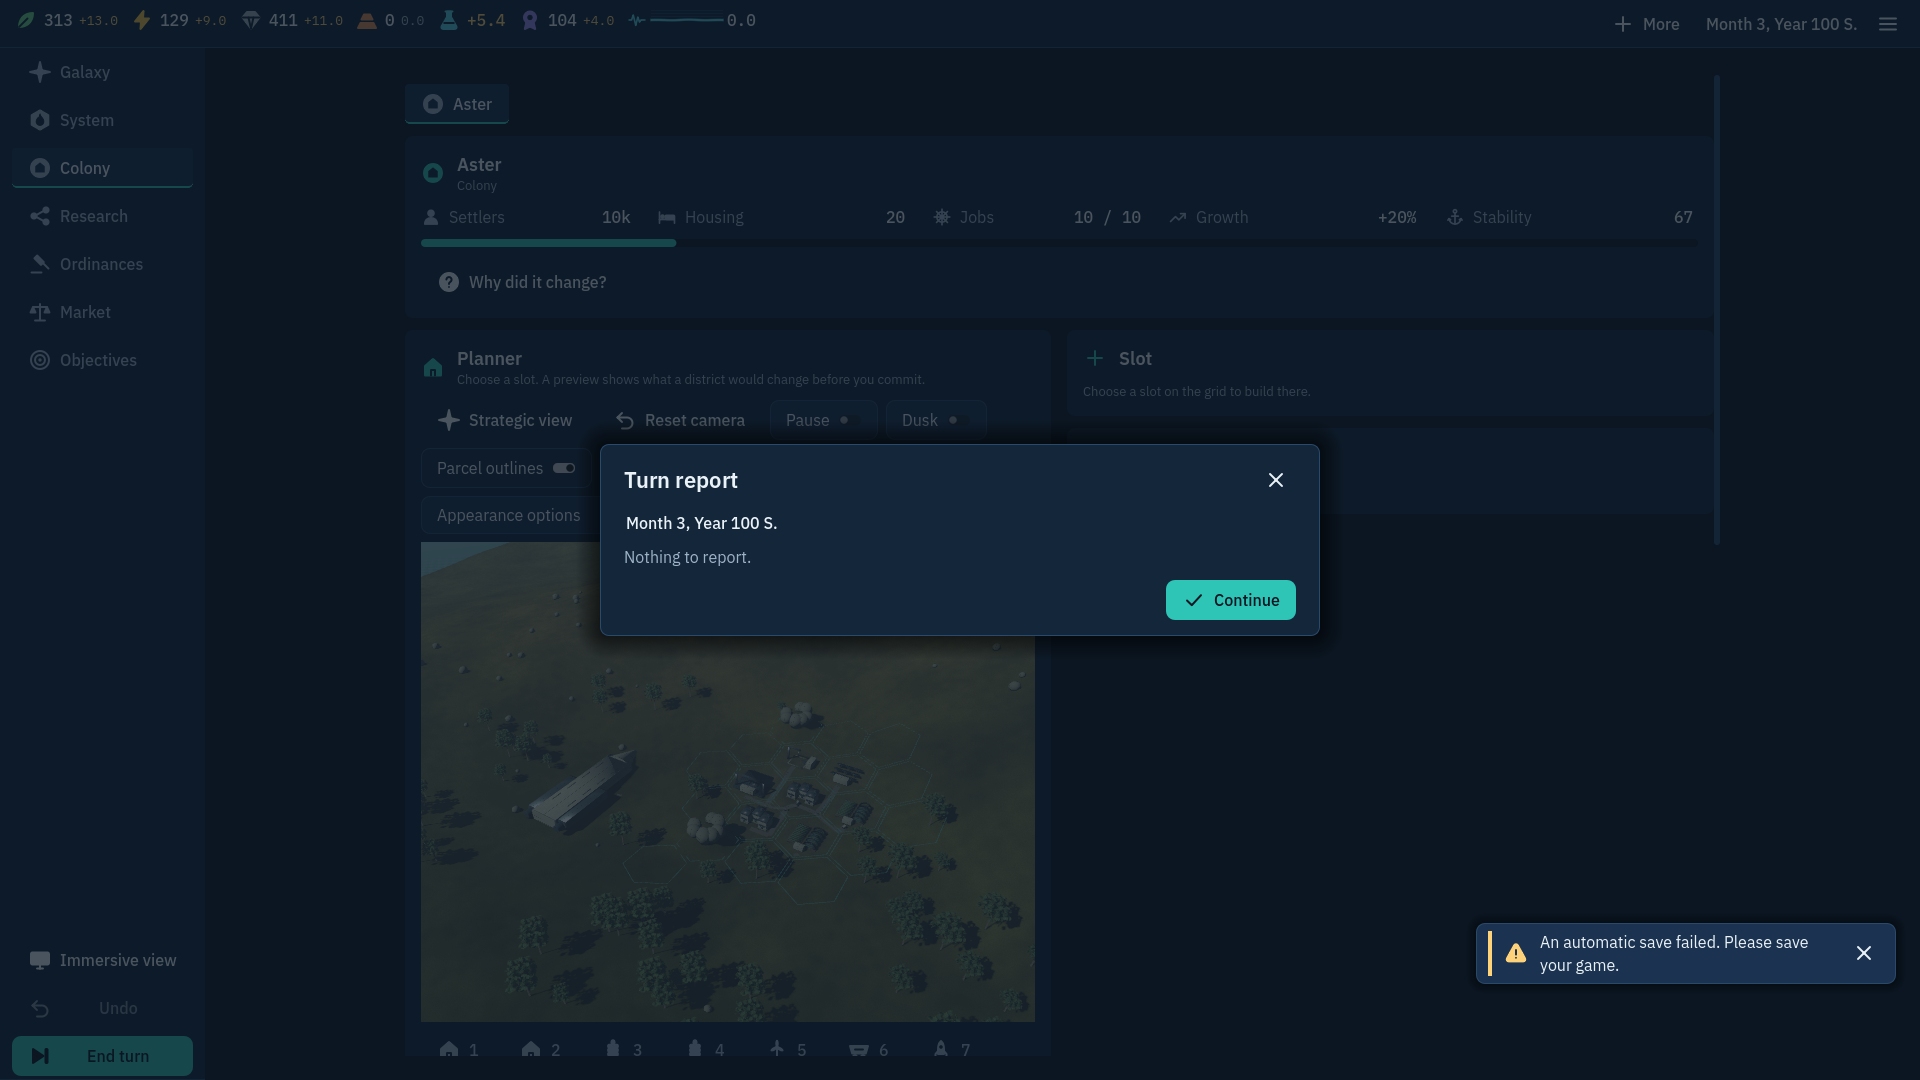 313 +13.0 129 +9.0 411 +11.0 0 0.0 +5.4 104 +4.0 0.0 More Month 3, Year 100 S.
Galaxy
System
Colony
Research
Ordinances
Market
Objectives
Aster
Aster
Colony
Settlers 10k Housing 20 Jobs 10 / 10 Growth +20% Stability 67
Why did it change?
Planner
Choose a slot. A preview shows what a district would change before you commit.
Strategic view Reset camera Pause Dusk
Parcel outlines
Appearance options
Slot
Choose a slot on the grid to build there.
Turn report
Month 3, Year 100 S.
Nothing to report.
Continue
1 2 3 4 5 6 7
An automatic save failed. Please save
your game.
Immersive view
Undo
End turn